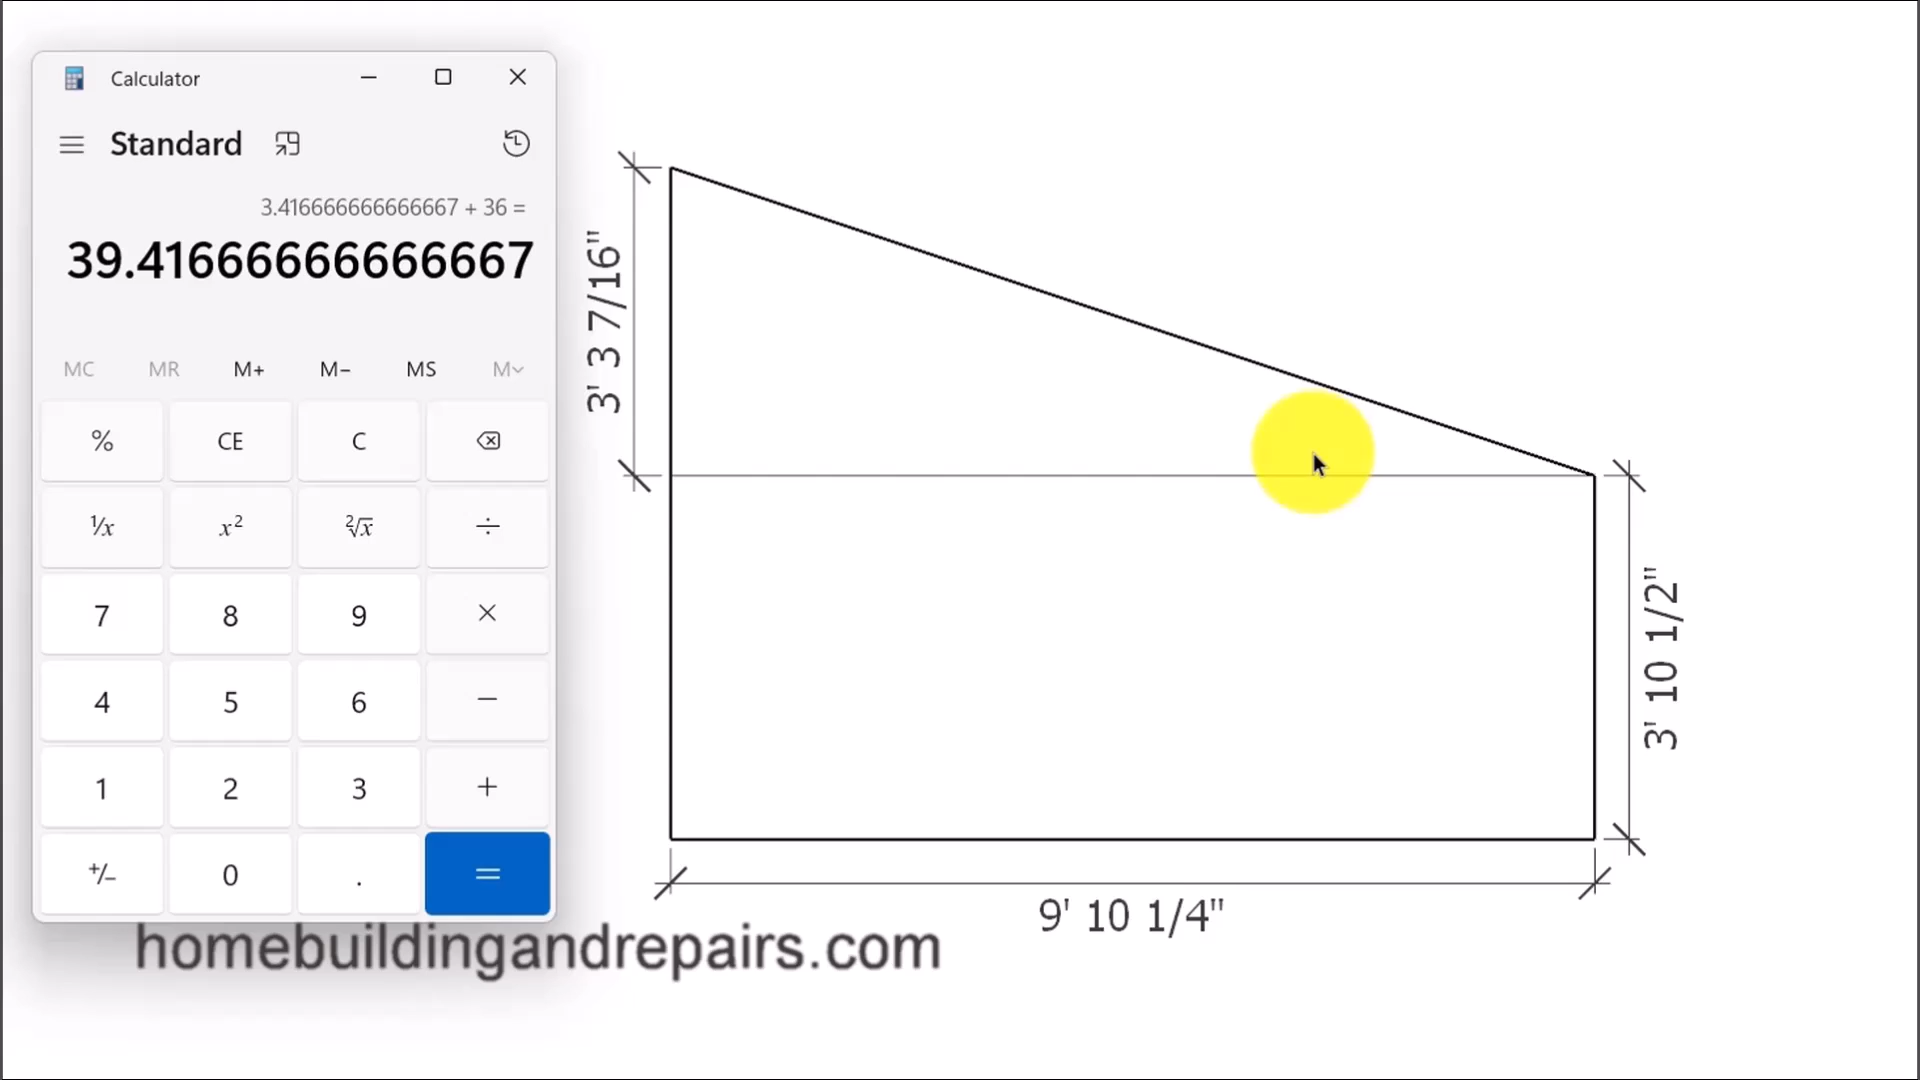 Calculator
Standard
3.416666666666667 + 36 =
39.41666666666667
MC MR M+ M− MS M˅
% CE C
¹/x x² ²√x ÷
7 8 9 ×
4 5 6 −
1 2 3 +
+/− 0 . =
3' 3 7/16"
3' 10 1/2"
9' 10 1/4"
homebuildingandrepairs.com